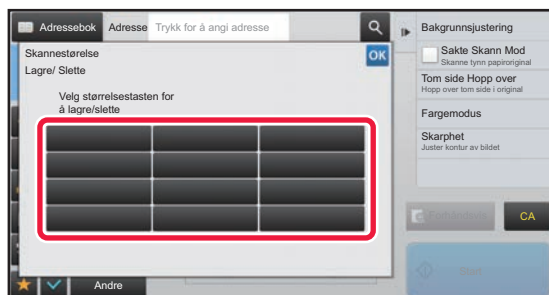 Adressebok
Adresse
Trykk for å angi adresse
Skannestørelse
OK
Lagre/ Slette
Velg størrelsestasten for
å lagre/slette
Andre
Bakgrunnsjustering
Sakte Skann Mod
Skanne tynn papiroriginal
Tom side Hopp over
Hopp over tom side i original
Fargemodus
Skarphet
Juster kontur av bildet
CA
Start